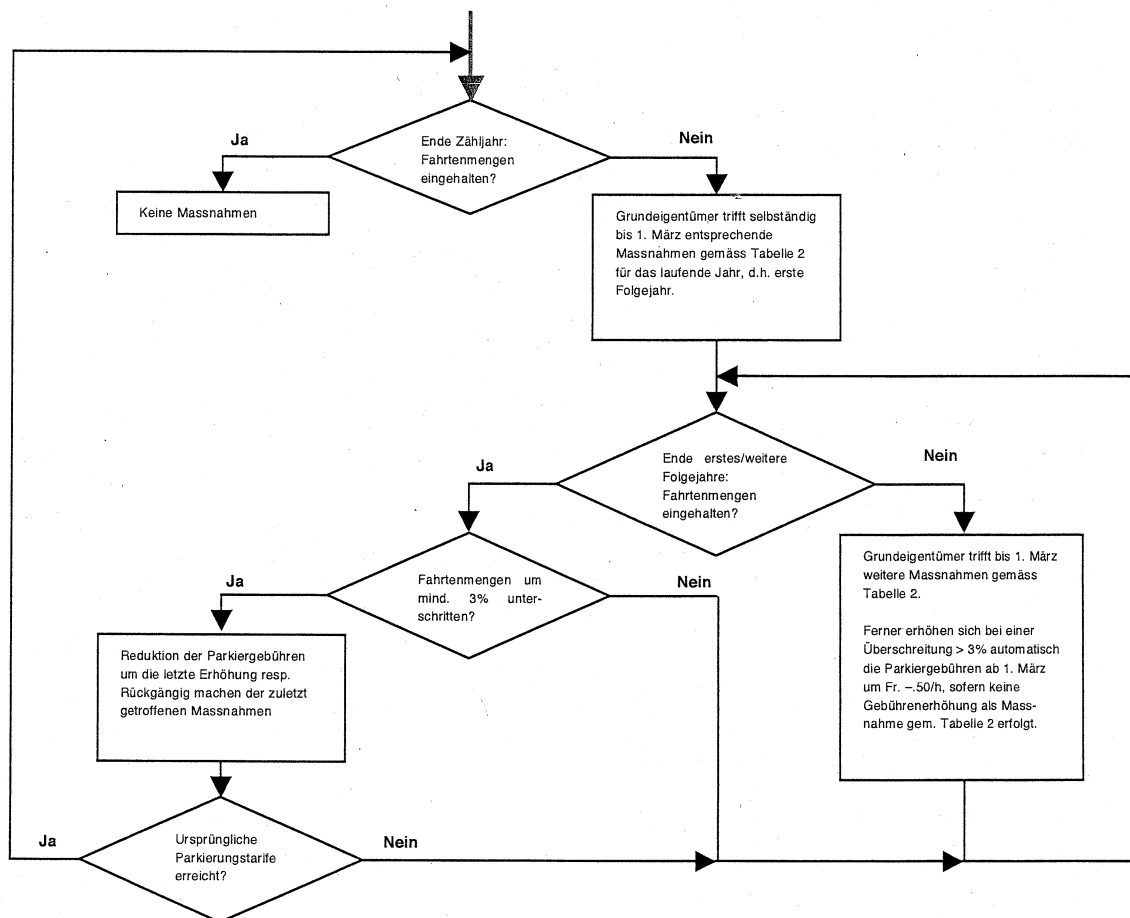 Ja
Ende Zähljahr:
Fahrtenmengen
eingehalten?
Nein
Keine Massnahmen
Grundeigentümer trifft selbständig
bis 1. März entsprechende
Massnahmen gemäss Tabelle 2
für das laufende Jahr, d.h. erste
Folgejahr.
Ja
Ende erstes/weitere
Folgejahre:
Fahrtenmengen
eingehalten?
Nein
Ja
Fahrtenmengen um
mind. 3% unter-
schritten?
Nein
Grundeigentümer trifft bis 1. März
weitere Massnahmen gemäss
Tabelle 2.
Ferner erhöhen sich bei einer
Überschreitung > 3% automatisch
die Parkiergebühren ab 1. März
um Fr. –.50/h, sofern keine
Gebührenerhöhung als Mass-
nahme gem. Tabelle 2 erfolgt.
Reduktion der Parkiergebühren
um die letzte Erhöhung resp.
Rückgängig machen der zuletzt
getroffenen Massnahmen
Ja
Ursprüngliche
Parkierungstarife
erreicht?
Nein